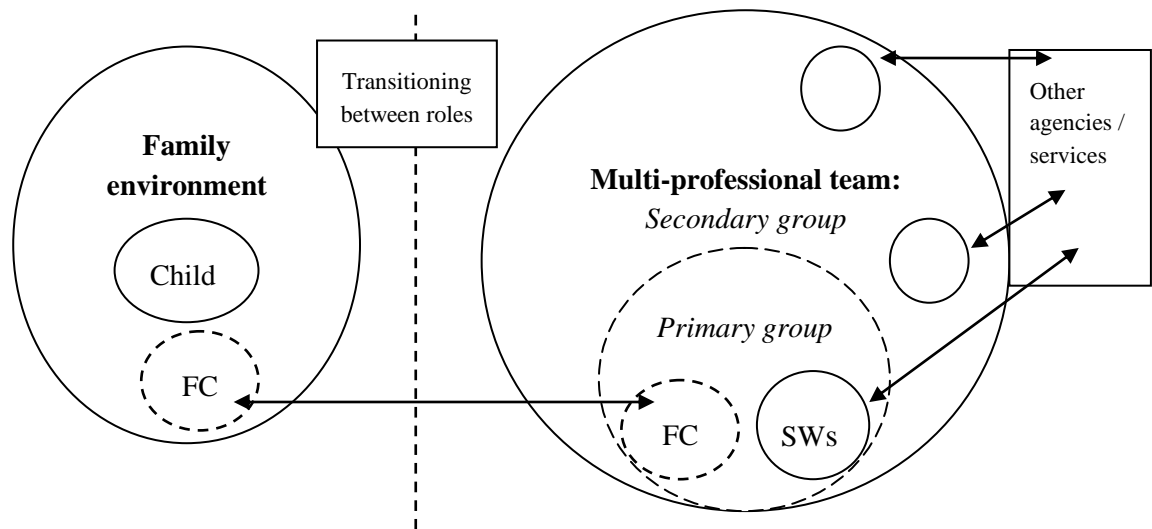 Family
environment
Child
FC
Transitioning
between roles
Multi-professional team:
Secondary group
Primary group
FC
SWs
Other
agencies /
services